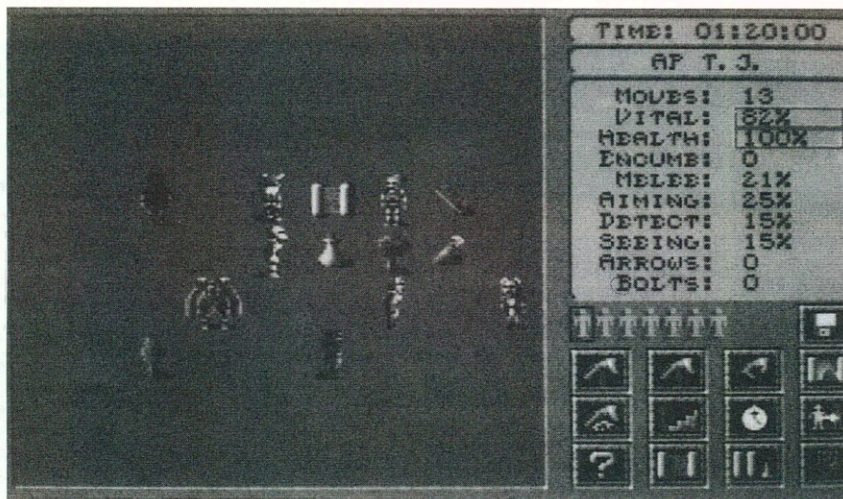 TIME: 01:20:00
AP T. J.
MOVES: 13
VITAL: 82%
HEALTH: 100%
ENCUMB: 0
MELEE: 21%
AIMING: 25%
DETECT: 15%
SEEING: 15%
ARROWS: 0
BOLTS: 0
?